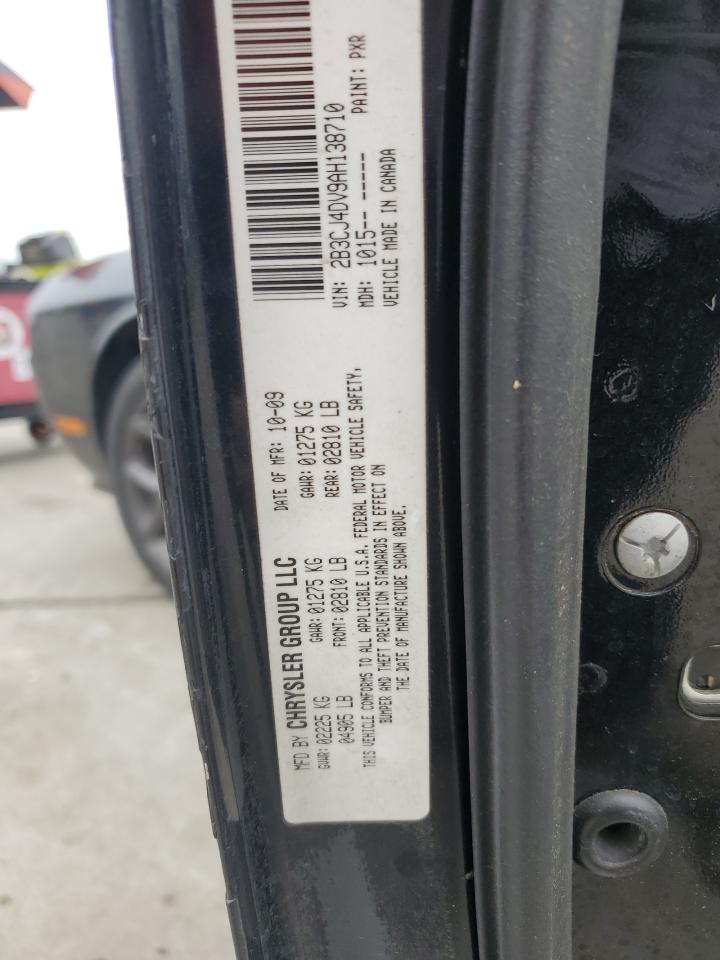 MFD BY CHRYSLER GROUP LLC DATE OF MFR: 10-09
GVWR: 02225 KG GAWR: 01275 KG GAWR: 01275 KG
04905 LB FRONT: 02810 LB REAR: 02810 LB
THIS VEHICLE CONFORMS TO ALL APPLICABLE U.S.A. FEDERAL MOTOR VEHICLE SAFETY,
BUMPER AND THEFT PREVENTION STANDARDS IN EFFECT ON
THE DATE OF MANUFACTURE SHOWN ABOVE.
VIN: 2B3CJ4DV9AH138710
MDH: 1015-- ----- PAINT: PXR
VEHICLE MADE IN CANADA